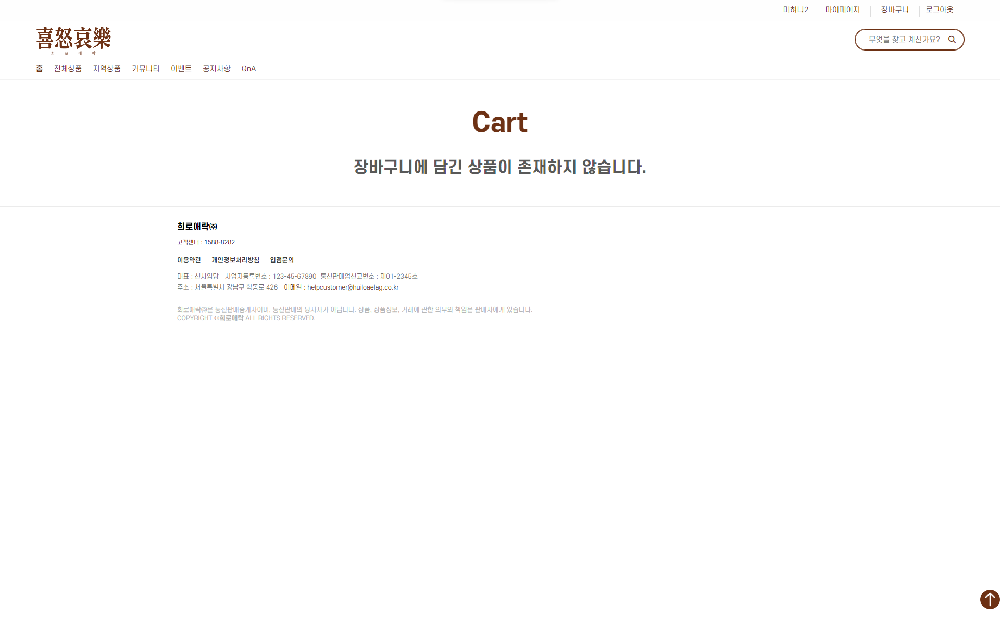 미혀니2 마이페이지 장바구니 로그아웃
喜怒哀樂
희로애락
무엇을 찾고 계신가요?
홈 전체상품 지역상품 커뮤니티 이벤트 공지사항 QnA
Cart
장바구니에 담긴 상품이 존재하지 않습니다.
희로애락㈜
고객센터 : 1588-8282
이용약관 개인정보처리방침 입점문의
대표 : 신사임당 사업자등록번호 : 123-45-67890 통신판매업신고번호 : 제01-2345호
주소 : 서울특별시 강남구 학동로 426 이메일 : helpcustomer@huiloaelag.co.kr
희로애락㈜은 통신판매중개자이며, 통신판매의 당사자가 아닙니다. 상품, 상품정보, 거래에 관한 의무와 책임은 판매자에게 있습니다.
COPYRIGHT ©희로애락 ALL RIGHTS RESERVED.